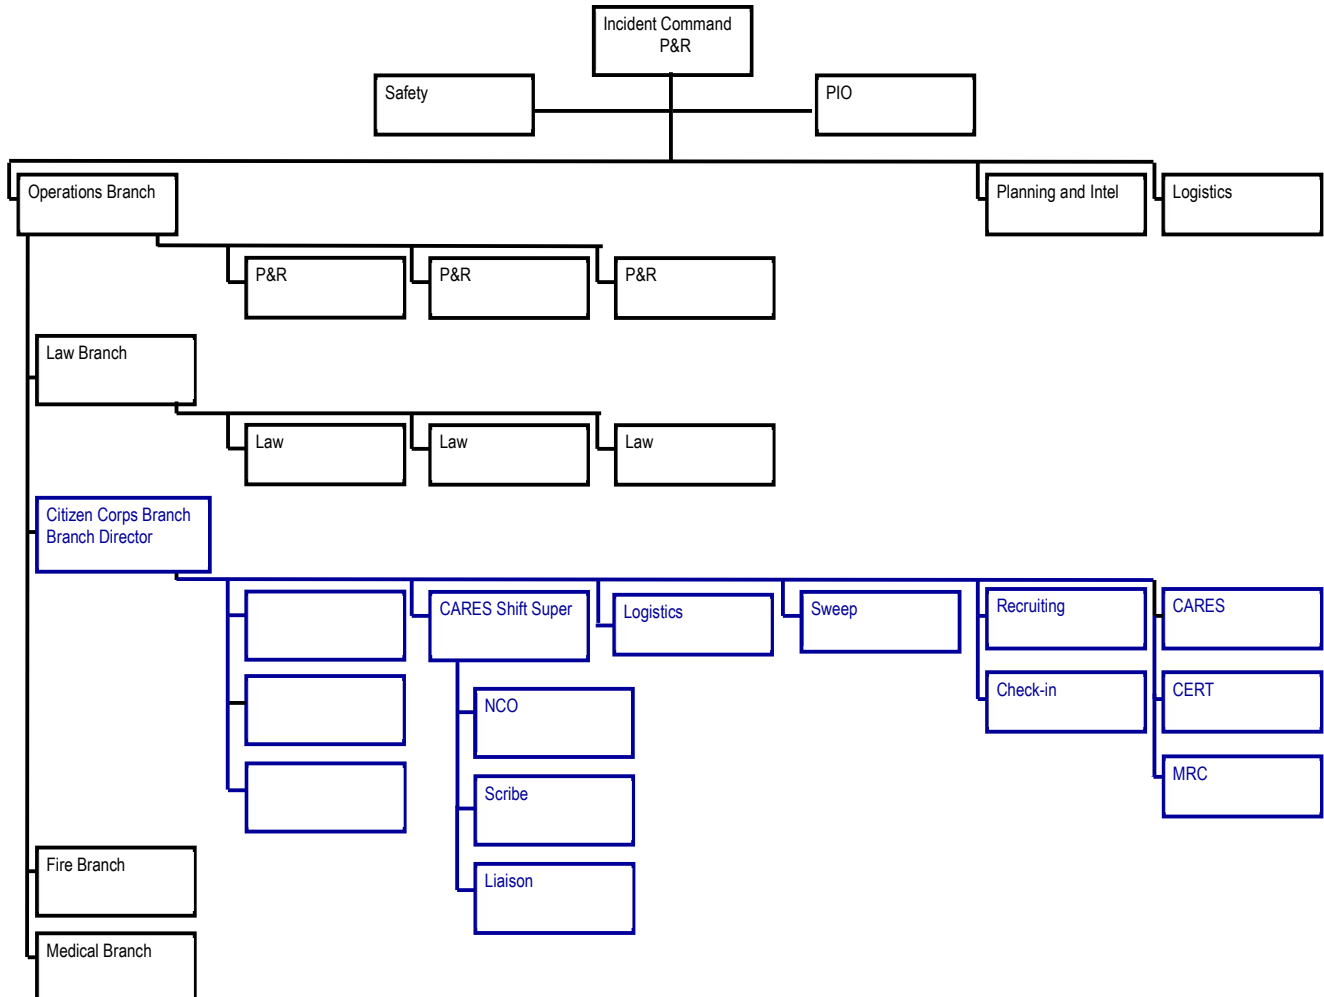 Incident Command
P&R
Safety
PIO
Operations Branch
Planning and Intel
Logistics
P&R
P&R
P&R
Law Branch
Law
Law
Law
Citizen Corps Branch
Branch Director
CARES Shift Super
Logistics
Sweep
Recruiting
CARES
Check-in
CERT
NCO
MRC
Scribe
Liaison
Fire Branch
Medical Branch